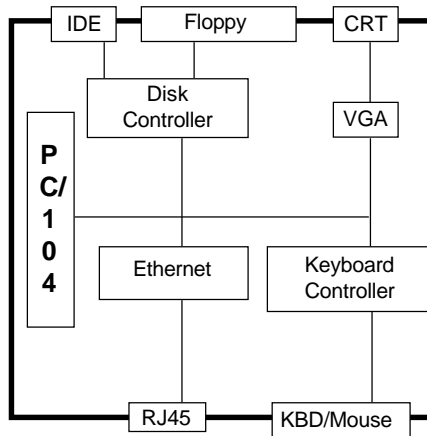 IDE
Floppy
CRT
Disk
Controller
VGA
P
C/
1
0
4
Ethernet
Keyboard
Controller
RJ45
KBD/Mouse